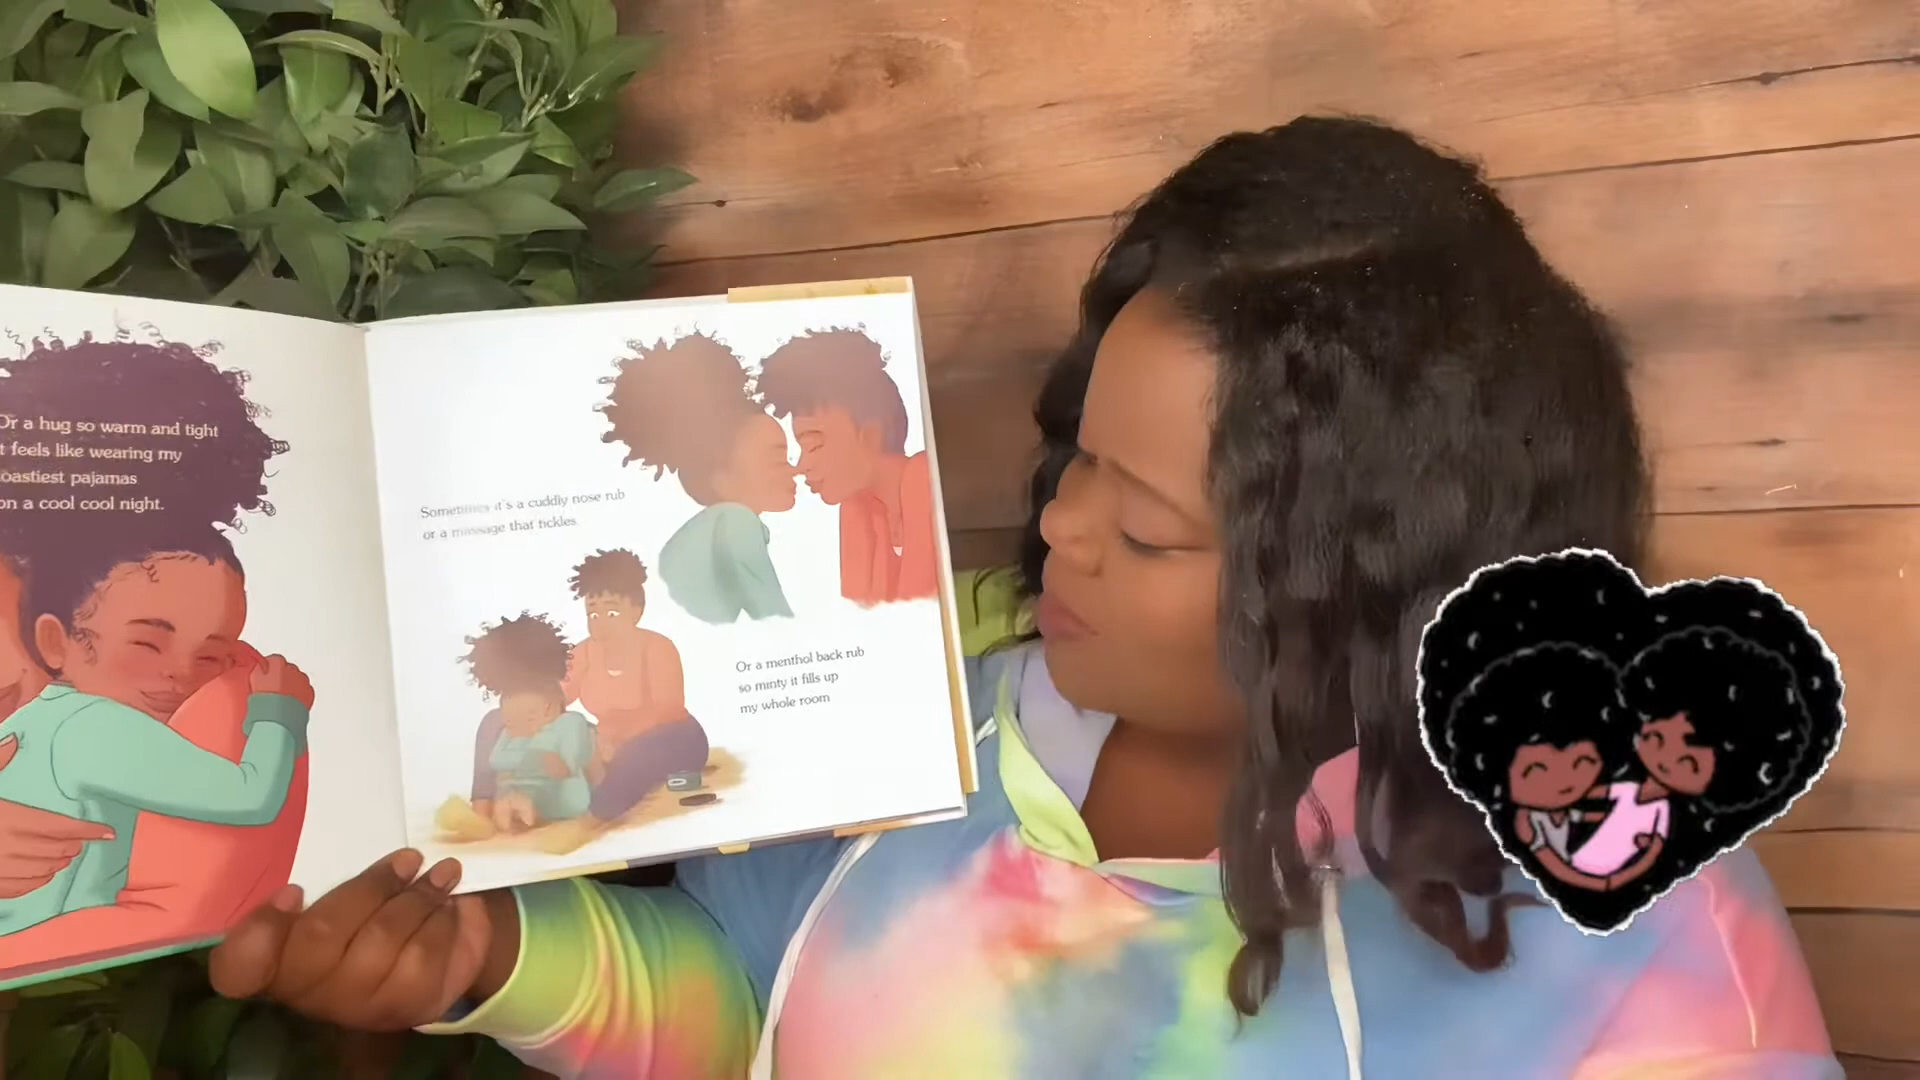 Or a hug so warm and tight
t feels like wearing my
oastiest pajamas
on a cool cool night.
Sometimes it's a cuddly nose rub
or a massage that tickles
Or a menthol back rub
so minty it fills up
my whole room